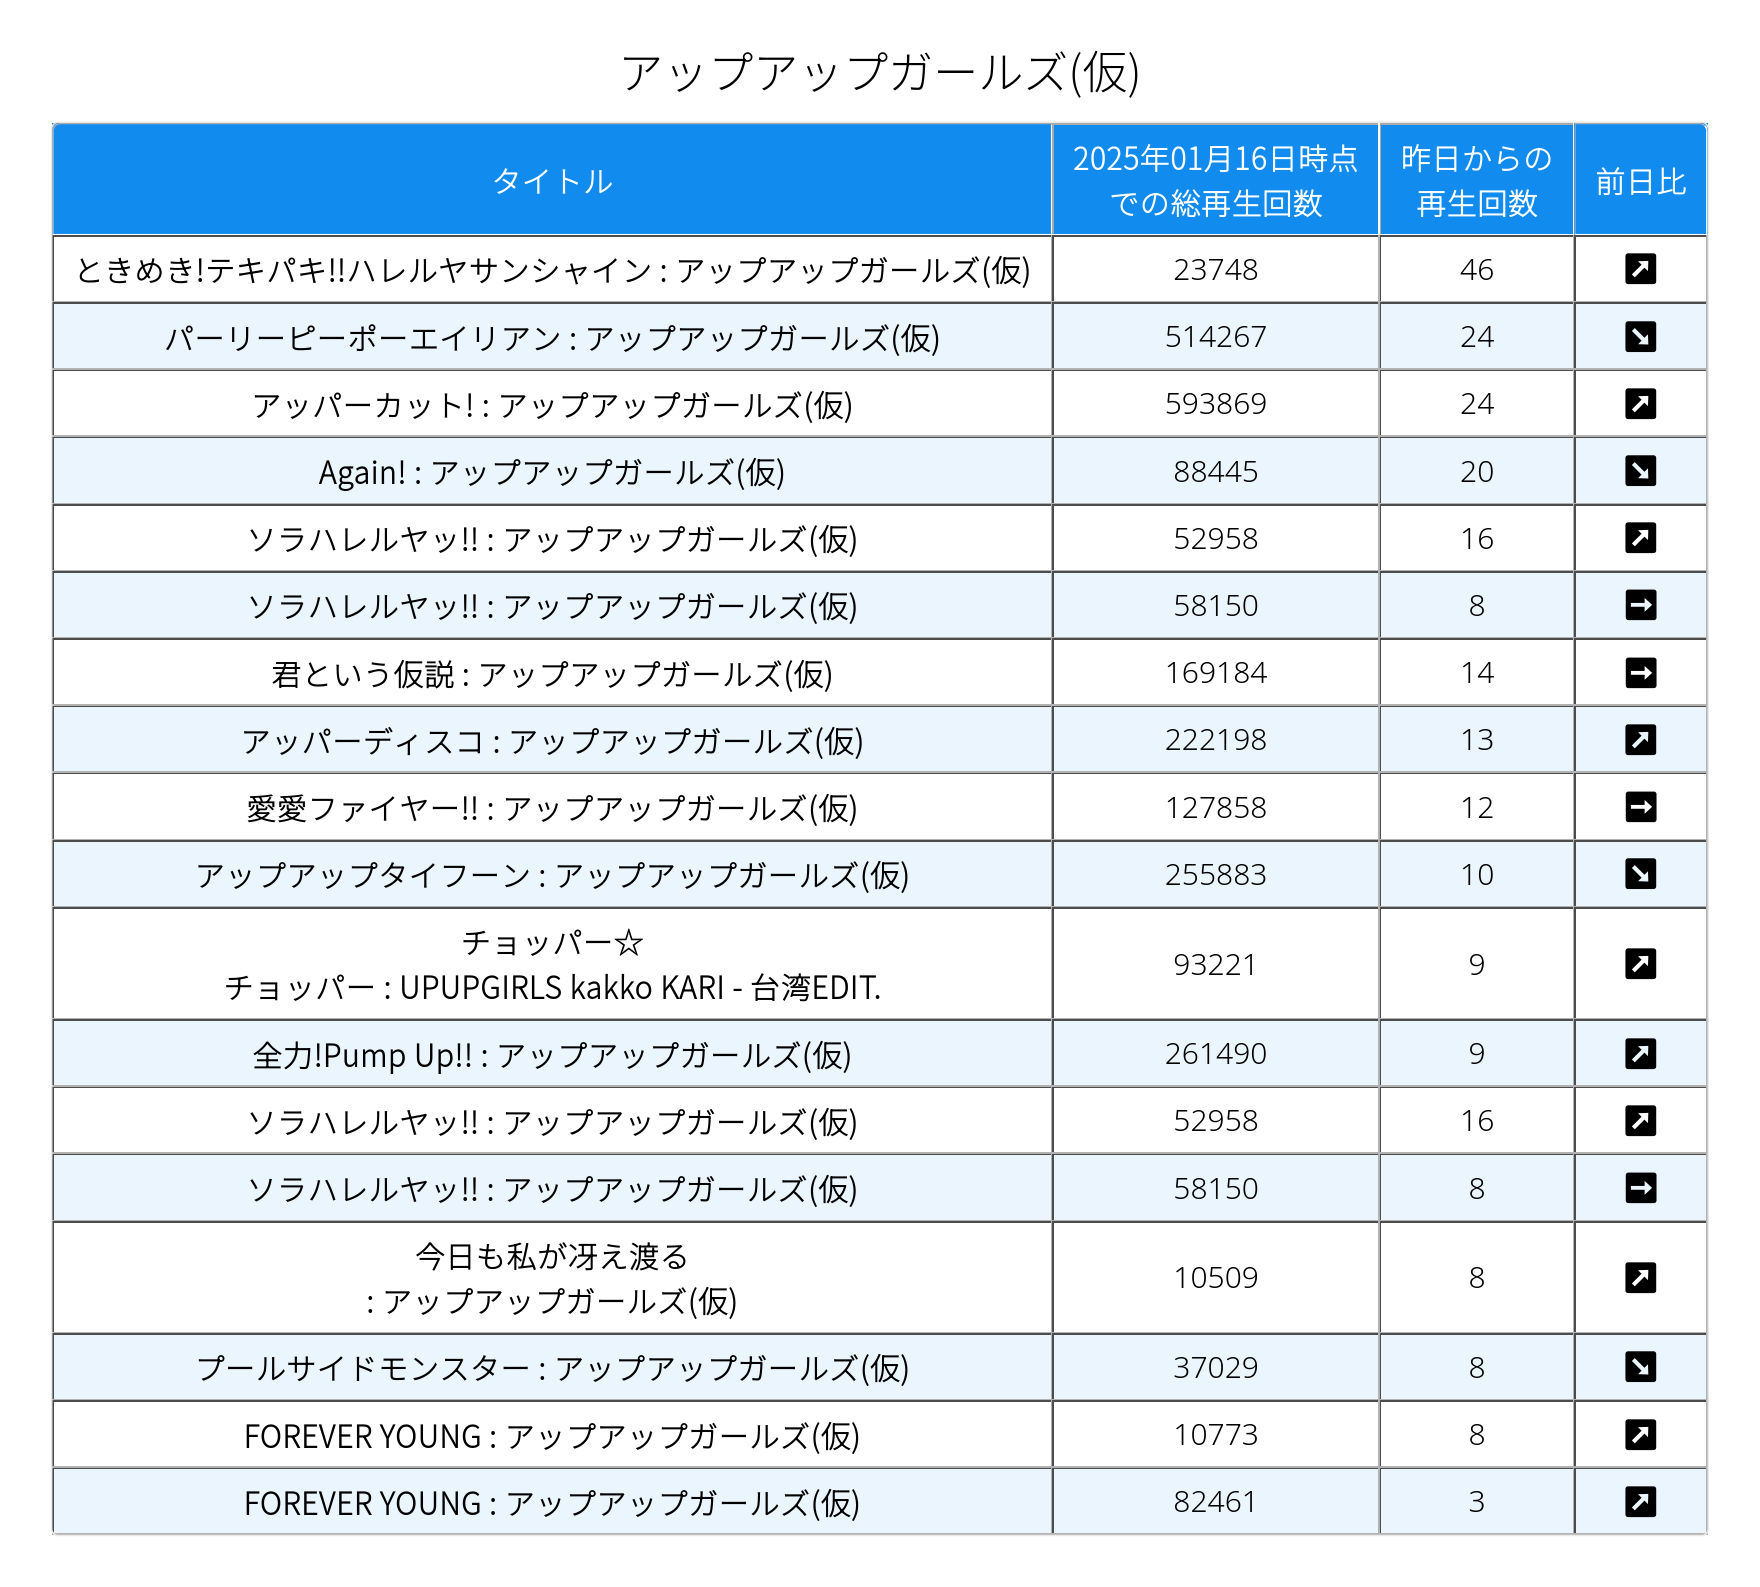 アップアップガールズ(仮)
タイトル
2025年01月16日時点
での総再生回数
昨日からの
再生回数
前日比
ときめき!テキパキ!!ハレルヤサンシャイン : アップアップガールズ(仮) 23748 46 ↗
パーリーピーポーエイリアン : アップアップガールズ(仮) 514267 24 ↘
アッパーカット! : アップアップガールズ(仮) 593869 24 ↗
Again! : アップアップガールズ(仮) 88445 20 ↘
ソラハレルヤッ!! : アップアップガールズ(仮) 52958 16 ↗
ソラハレルヤッ!! : アップアップガールズ(仮) 58150 8 →
君という仮説 : アップアップガールズ(仮) 169184 14 →
アッパーディスコ : アップアップガールズ(仮) 222198 13 ↗
愛愛ファイヤー!! : アップアップガールズ(仮) 127858 12 →
アップアップタイフーン : アップアップガールズ(仮) 255883 10 ↘
チョッパー☆
チョッパー : UPUPGIRLS kakko KARI - 台湾EDIT. 93221 9 ↗
全力!Pump Up!! : アップアップガールズ(仮) 261490 9 ↗
ソラハレルヤッ!! : アップアップガールズ(仮) 52958 16 ↗
ソラハレルヤッ!! : アップアップガールズ(仮) 58150 8 →
今日も私が冴え渡る
: アップアップガールズ(仮) 10509 8 ↗
プールサイドモンスター : アップアップガールズ(仮) 37029 8 ↘
FOREVER YOUNG : アップアップガールズ(仮) 10773 8 ↗
FOREVER YOUNG : アップアップガールズ(仮) 82461 3 ↗